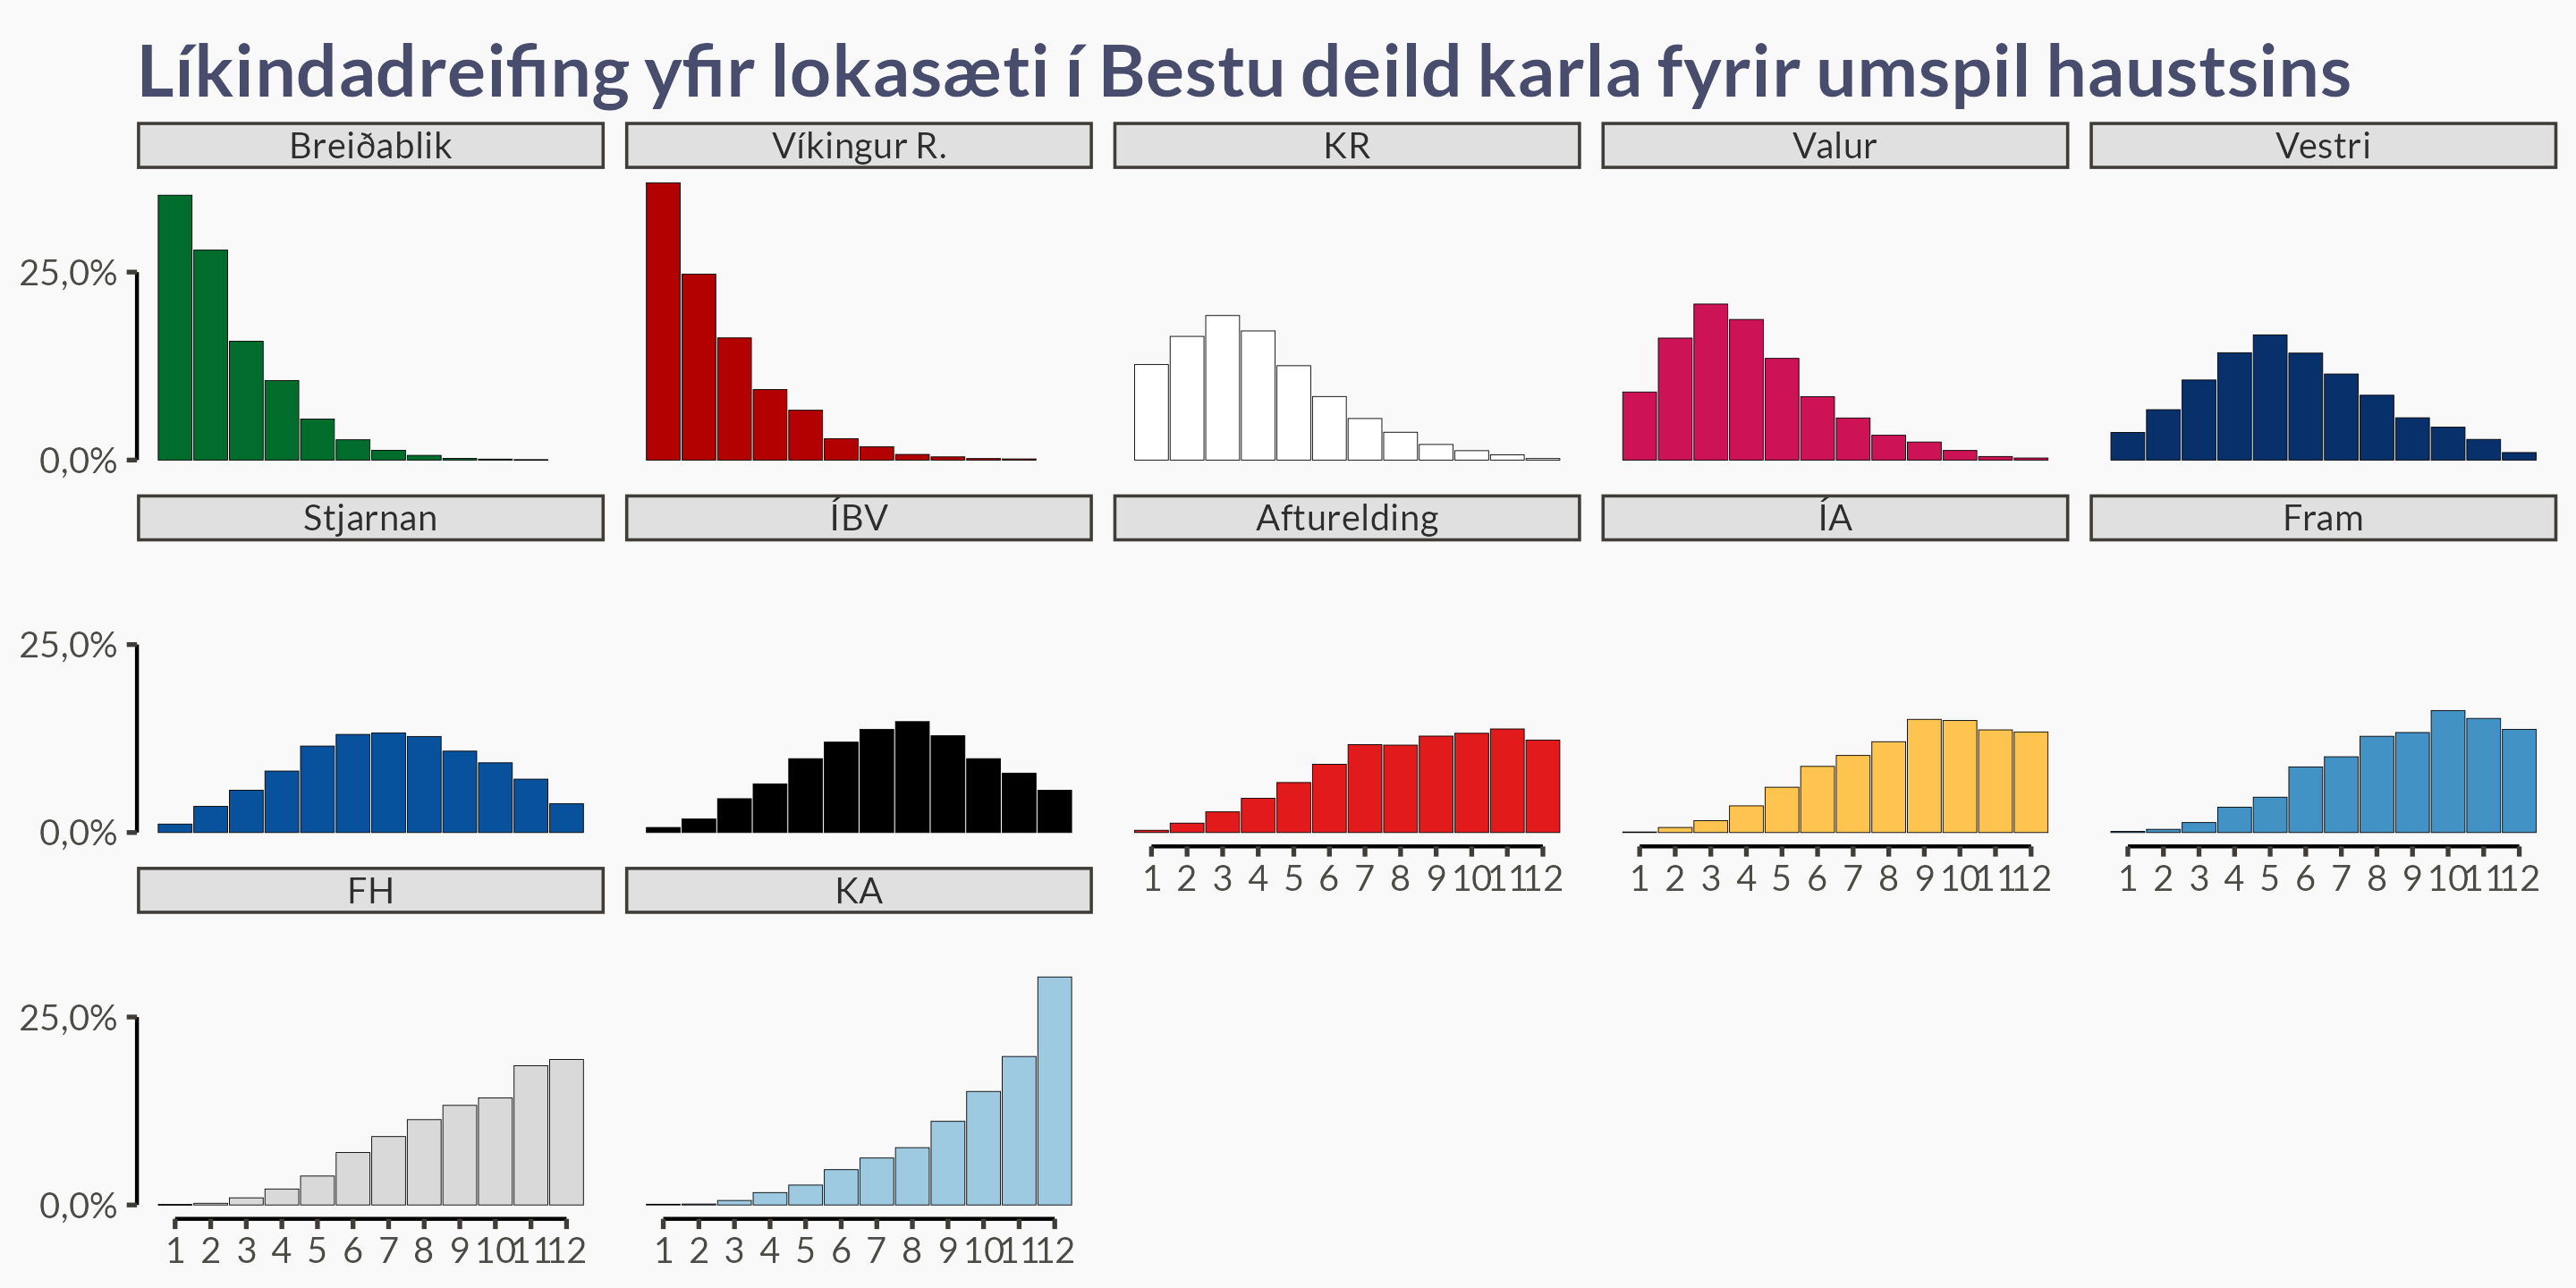 Líkindadreifing yfir lokasæti í Bestu deild karla fyrir umspil haustsins
Breiðablik
Víkingur R.
KR
Valur
Vestri
25,0%
0,0%
Stjarnan
ÍBV
Afturelding
ÍA
Fram
25,0%
0,0%
1 2 3 4 5 6 7 8 9 10 11 12
1 2 3 4 5 6 7 8 9 10 11 12
1 2 3 4 5 6 7 8 9 10 11 12
FH
KA
25,0%
0,0%
1 2 3 4 5 6 7 8 9 10 11 12
1 2 3 4 5 6 7 8 9 10 11 12